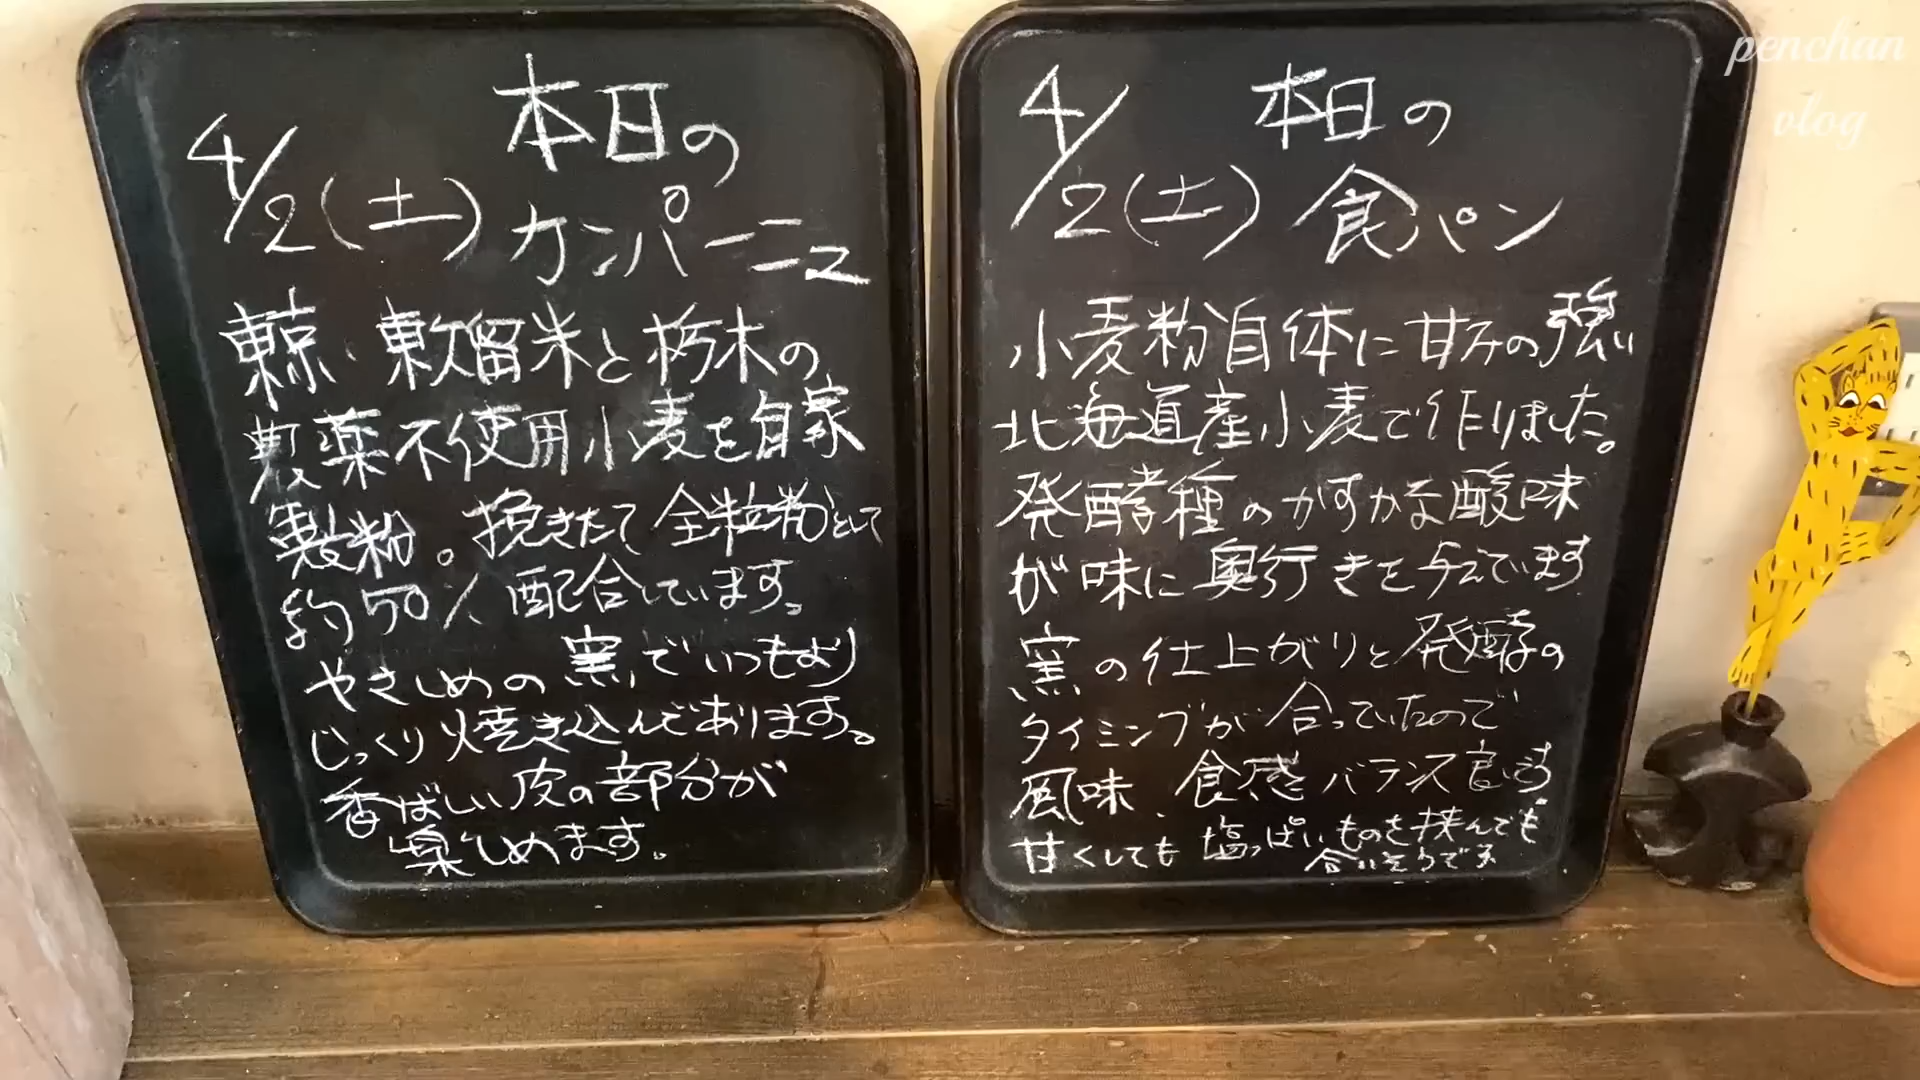 本日の
4/2(土)
カンパーニュ
東京・東久留米と栃木の
農薬不使用小麦を自家
製粉。挽きたて全粒粉として
約70%配合しています。
やさしめの窯でいつもより
じっくり焼き込んであります。
香ばしい皮の部分が
楽しめます。
4/2(土)
本日の
食パン
小麦粉自体に甘みの強い
北海道産小麦で作りました。
発酵種のかすかな酸味
が味に奥行きを与えています
窯の仕上がりと発酵の
タイミングが合っていたので
風味、食感バランス良いです
甘くしても塩っぱいものを挟んでも
合いそうです
penchan
vlog